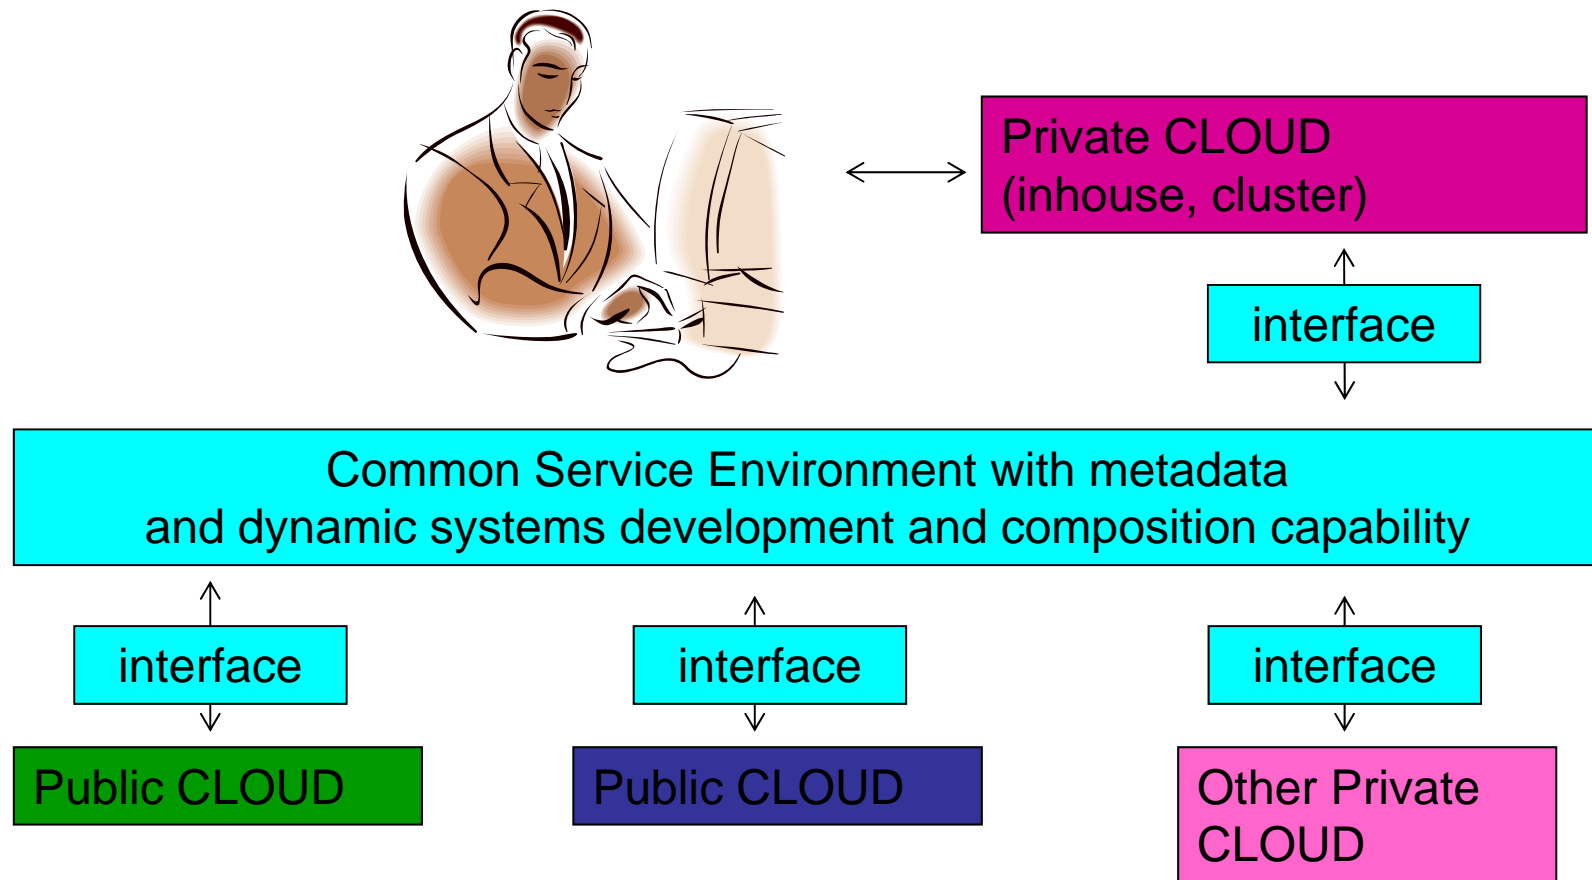 Private CLOUD
(inhouse, cluster)
interface
Common Service Environment with metadata
and dynamic systems development and composition capability
interface
interface
interface
Public CLOUD
Public CLOUD
Other Private
CLOUD